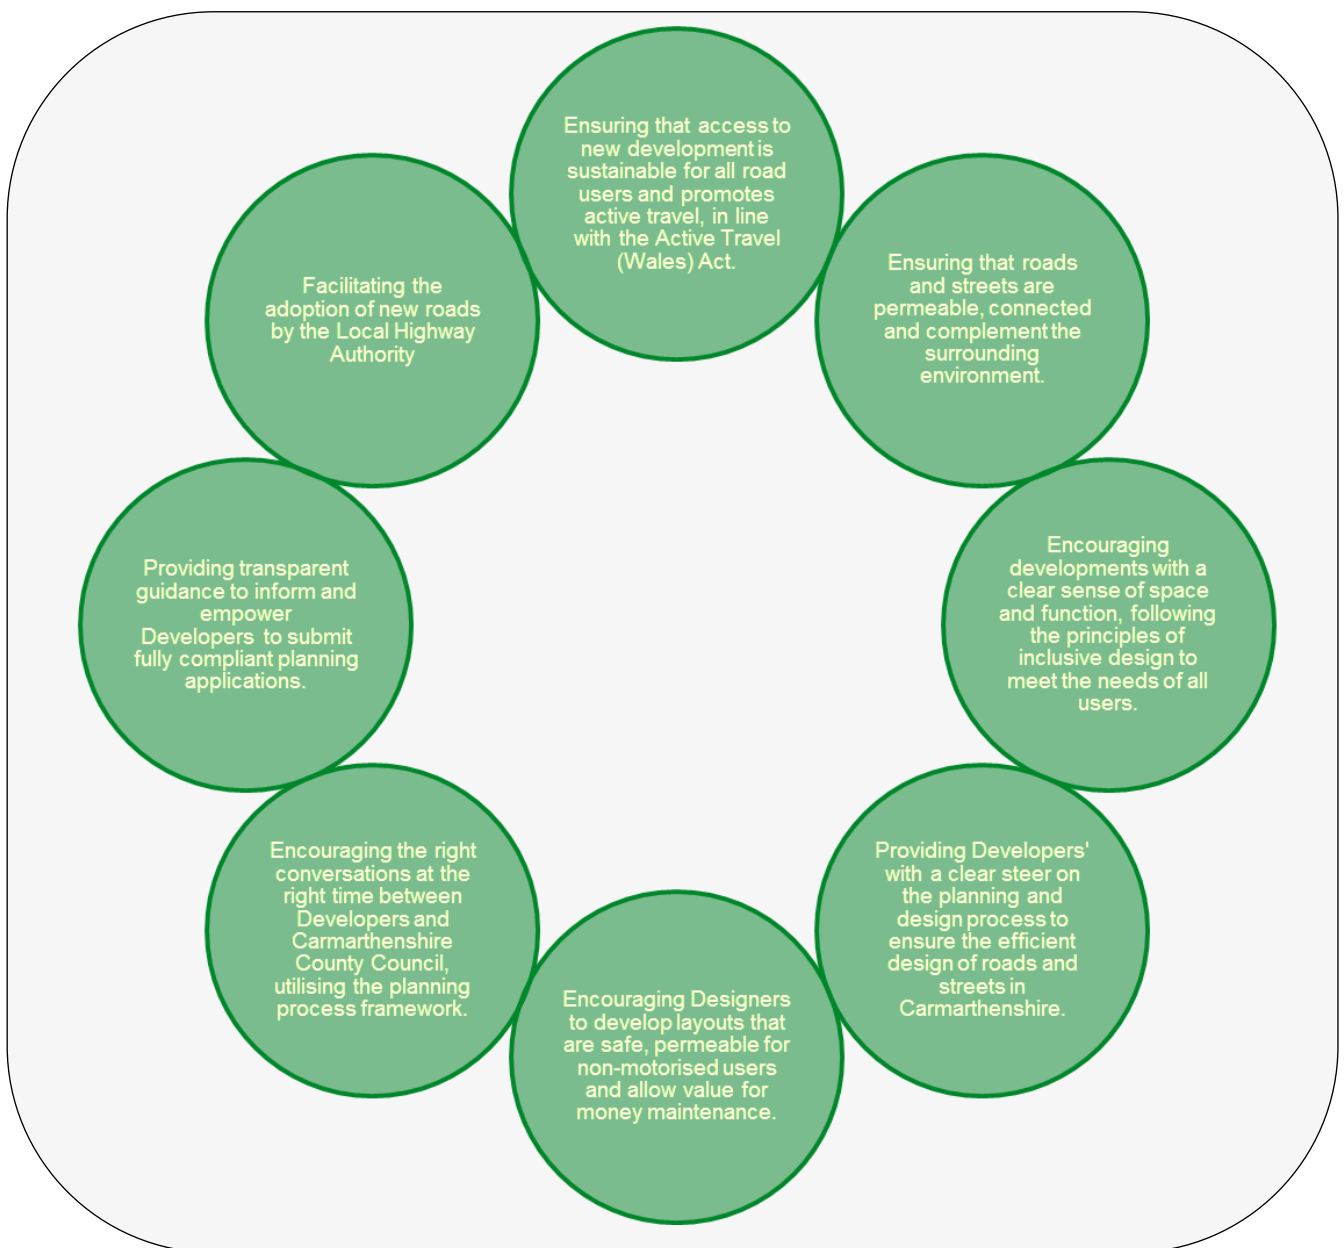 Ensuring that access to
new development is
sustainable for all road
users and promotes
active travel, in line
with the Active Travel
(Wales) Act.
Ensuring that roads
and streets are
permeable, connected
and complement the
surrounding
environment.
Encouraging
developments with a
clear sense of space
and function, following
the principles of
inclusive design to
meet the needs of all
users.
Providing Developers'
with a clear steer on
the planning and
design process to
ensure the efficient
design of roads and
streets in
Carmarthenshire.
Encouraging Designers
to develop layouts that
are safe, permeable for
non-motorised users
and allow value for
money maintenance.
Encouraging the right
conversations at the
right time between
Developers and
Carmarthenshire
County Council,
utilising the planning
process framework.
Providing transparent
guidance to inform and
empower
Developers to submit
fully compliant planning
applications.
Facilitating the
adoption of new roads
by the Local Highway
Authority